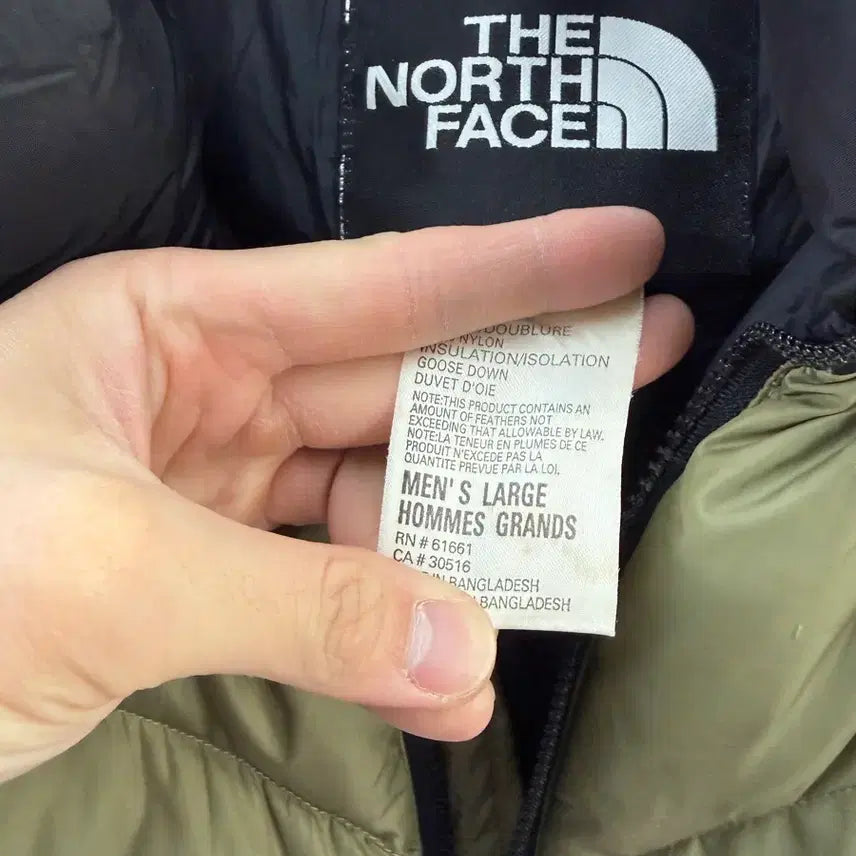 THE
NORTH
FACE
DOUBLURE
NYLON
INSULATION/ISOLATION
GOOSE DOWN
DUVET D'OIE
NOTE:THIS PRODUCT CONTAINS AN
AMOUNT OF FEATHERS NOT
EXCEEDING THAT ALLOWABLE BY LAW.
NOTE:LA TENEUR EN PLUMES DE CE
PRODUIT N'EXCEDE PAS LA
QUANTITE PREVUE PAR LA LOI.
MEN'S LARGE
HOMMES GRANDS
RN # 61661
CA # 30516
IN BANGLADESH
BANGLADESH